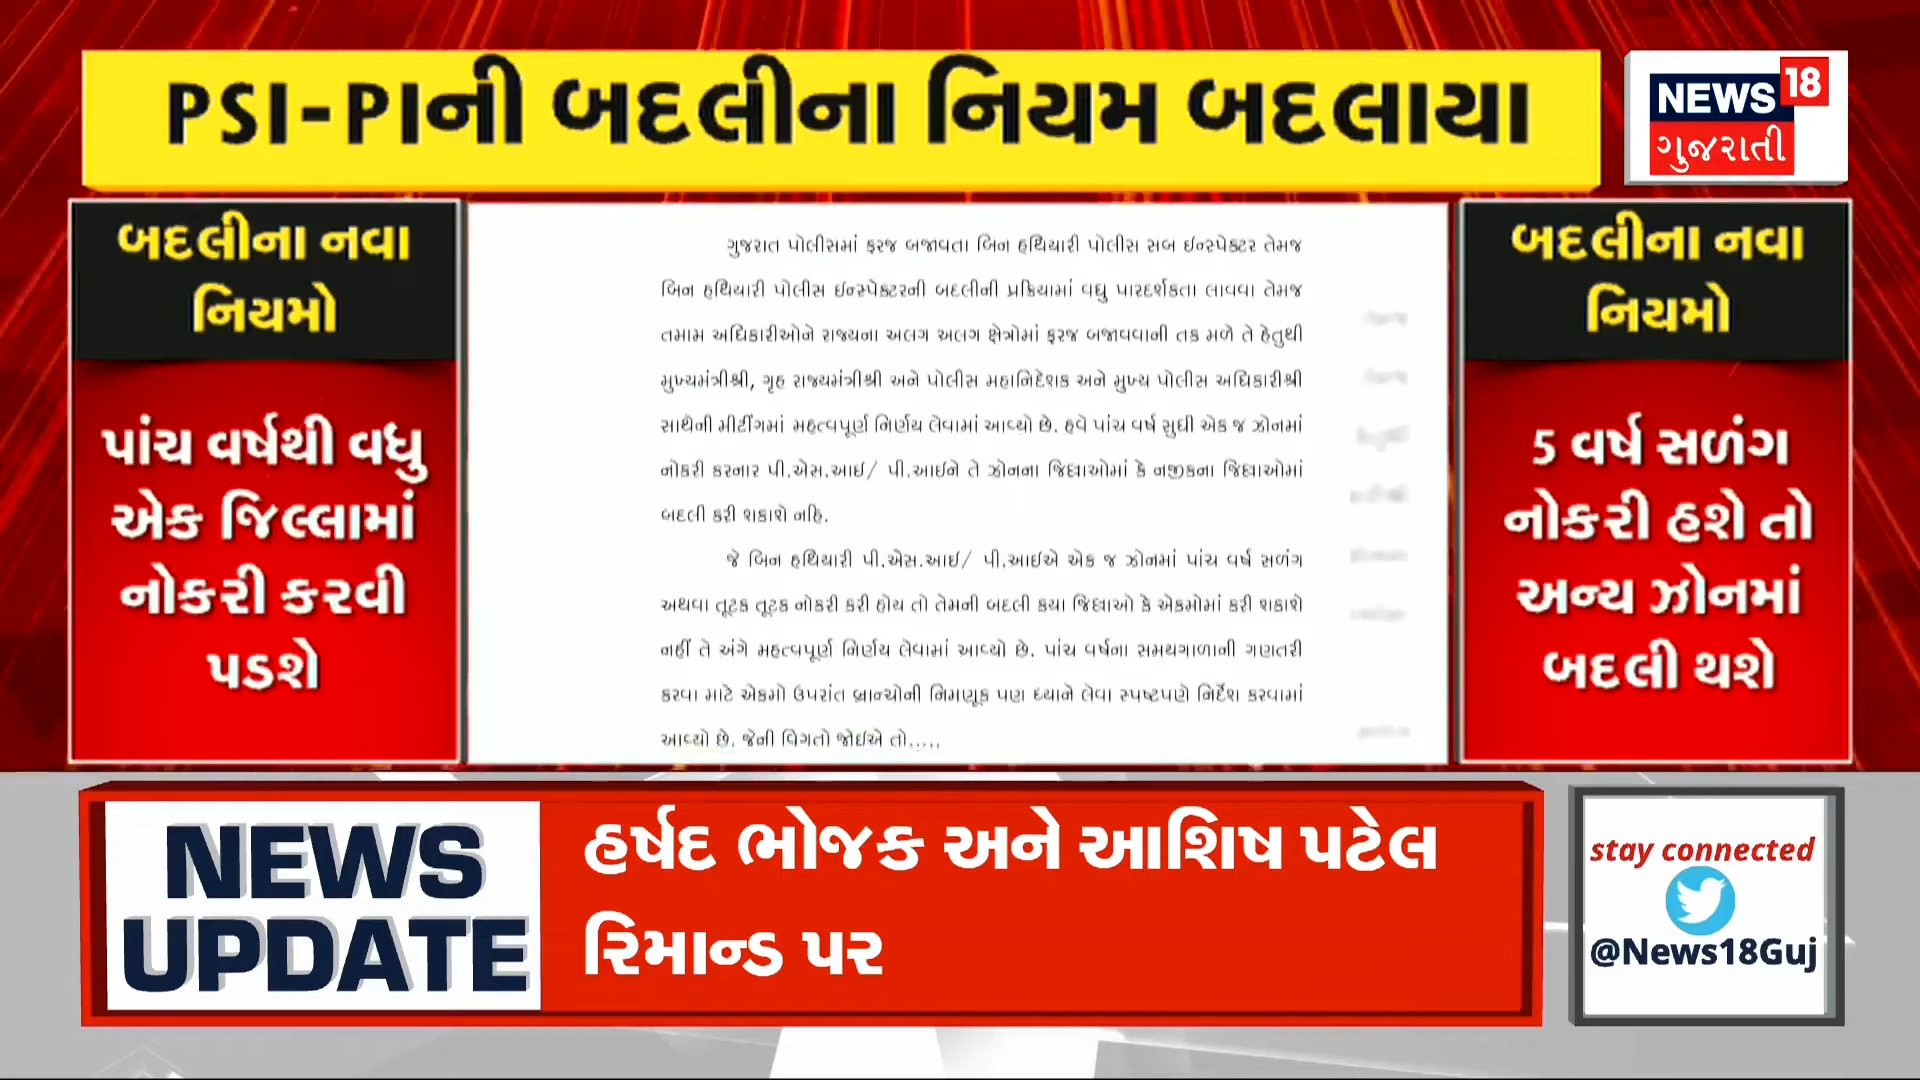 PSI-PIની બદલીના નિયમ બદલાયા
NEWS 18
ગુજરાતી
બદલીના નવા
નિયમો
પાંચ વર્ષથી વધુ
એક જિલ્લામાં
નોકરી કરવી
પડશે
ગુજરાત પોલીસમાં ફરજ બજાવતા બિન હથિયારી પોલીસ સબ ઈન્સ્પેક્ટર તેમજ
બિન હથિયારી પોલીસ ઈન્સ્પેક્ટરની બદલીની પ્રક્રિયામાં વધુ પારદર્શકતા લાવવા તેમજ
તમામ અધિકારીઓને રાજ્યના અલગ અલગ ક્ષેત્રોમાં ફરજ બજાવવાની તક મળે તે હેતુથી
મુખ્યમંત્રીશ્રી, ગૃહ રાજ્યમંત્રીશ્રી અને પોલીસ મહાનિદેશક અને મુખ્ય પોલીસ અધિકારીશ્રી
સાથેની મીટીંગમાં મહત્વપૂર્ણ નિર્ણય લેવામાં આવ્યો છે. હવે પાંચ વર્ષ સુધી એક જ ઝોનમાં
નોકરી કરનાર પી.એસ.આઈ/ પી.આઈને તે ઝોનના જિલ્લાઓમાં કે નજીકના જિલ્લાઓમાં
બદલી કરી શકાશે નહિ.
જે બિન હથિયારી પી.એસ.આઈ/ પી.આઈએ એક જ ઝોનમાં પાંચ વર્ષ સળંગ
અથવા તૂટક તૂટક નોકરી કરી હોય તો તેમની બદલી કયા જિલ્લાઓ કે એકમોમાં કરી શકાશે
નહીં તે અંગે મહત્વપૂર્ણ નિર્ણય લેવામાં આવ્યો છે. પાંચ વર્ષના સમયગાળાની ગણતરી
કરવા માટે એકમો ઉપરાંત બ્રાન્ચોની નિમણૂક પણ ધ્યાને લેવા સ્પષ્ટપણે નિર્દેશ કરવામાં
આવ્યો છે. જેની વિગતો જોઈએ તો.....
બદલીના નવા
નિયમો
5 વર્ષ સળંગ
નોકરી હશે તો
અન્ય ઝોનમાં
બદલી થશે
NEWS
UPDATE
હર્ષદ ભોજક અને આશિષ પટેલ
રિમાન્ડ પર
stay connected
@News18Guj